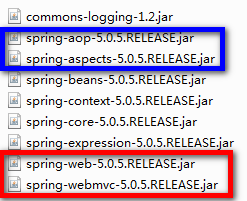 commons-logging-1.2.jar
spring-aop-5.0.5.RELEASE.jar
spring-aspects-5.0.5.RELEASE.jar
spring-beans-5.0.5.RELEASE.jar
spring-context-5.0.5.RELEASE.jar
spring-core-5.0.5.RELEASE.jar
spring-expression-5.0.5.RELEASE.jar
spring-web-5.0.5.RELEASE.jar
spring-webmvc-5.0.5.RELEASE.jar